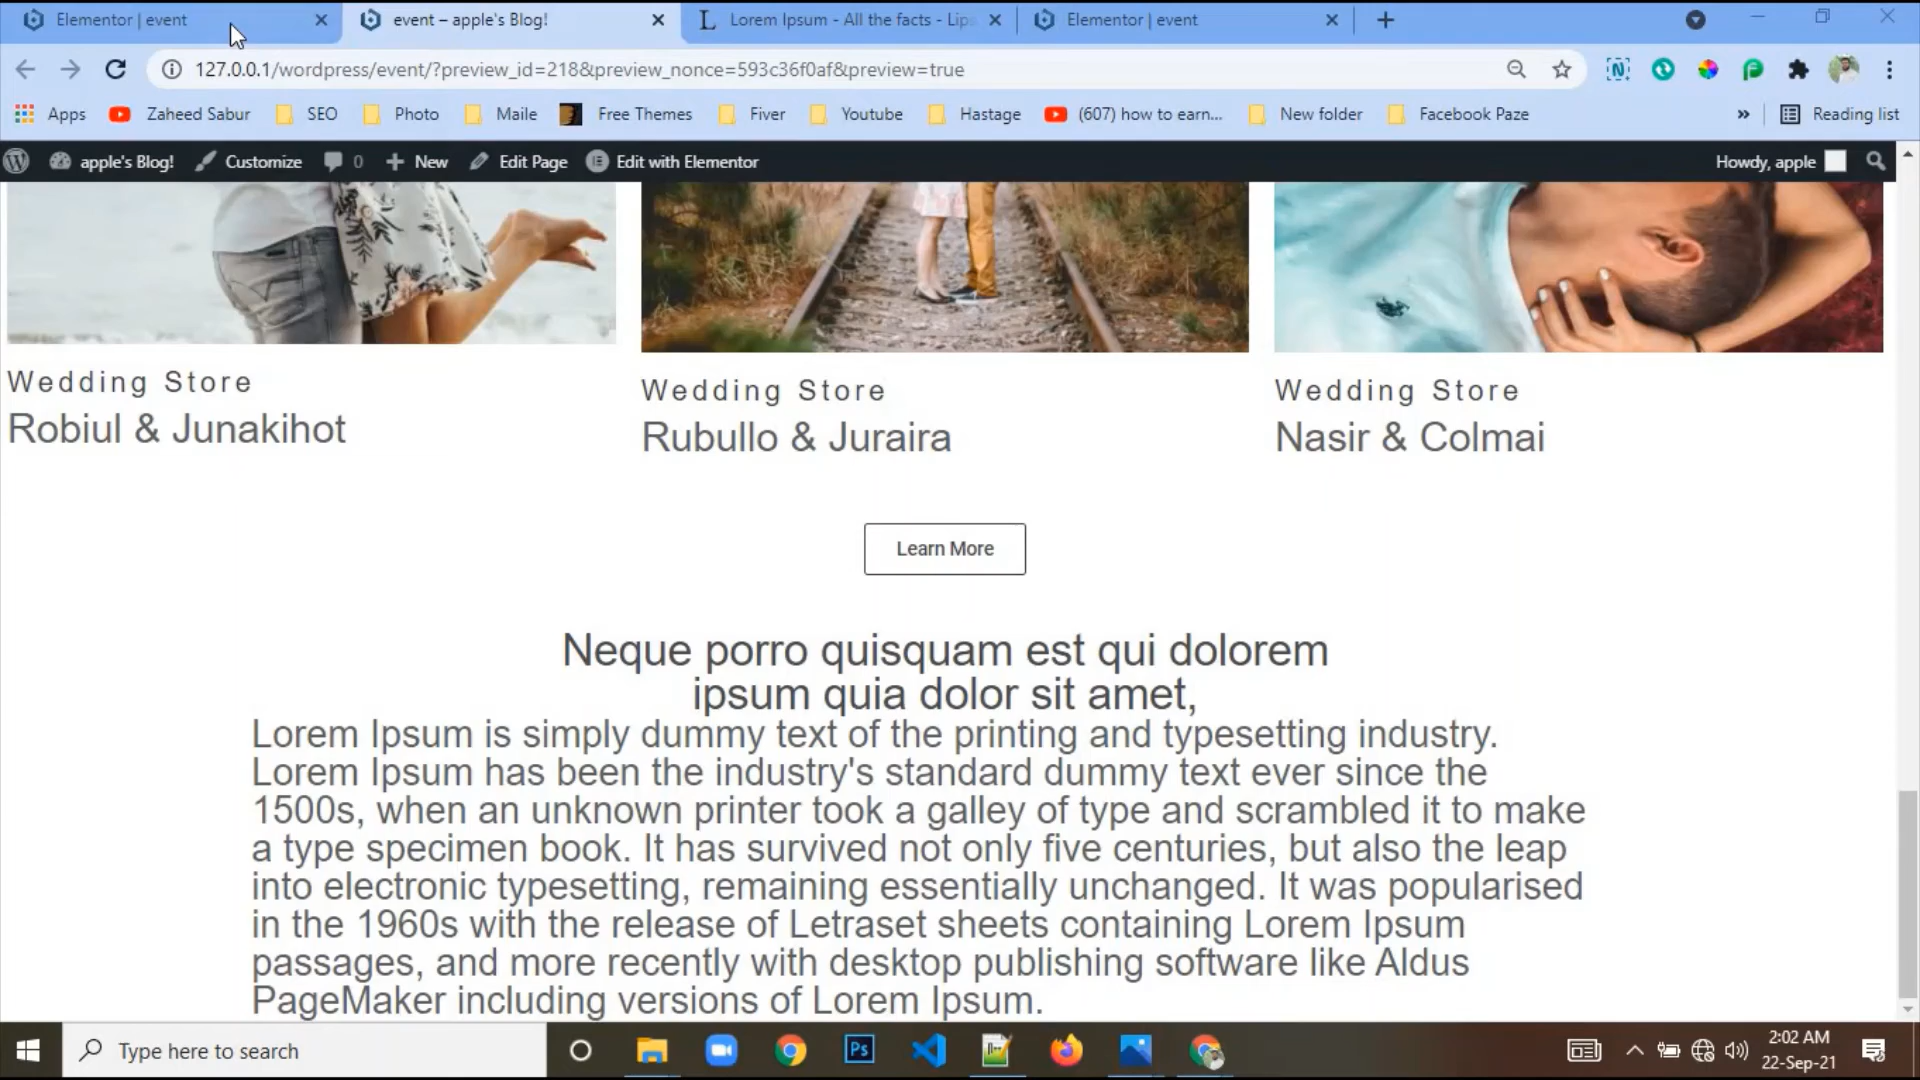 Elementor | event
event – apple's Blog!
Lorem Ipsum - All the facts - Lips
Elementor | event
127.0.0.1/wordpress/event/?preview_id=218&preview_nonce=593c36f0af&preview=true
Apps
Zaheed Sabur
SEO
Photo
Maile
Free Themes
Fiver
Youtube
Hastage
(607) how to earn...
New folder
Facebook Paze
»
Reading list
apple's Blog!
Customize
0
New
Edit Page
Edit with Elementor
Howdy, apple
Wedding Store
Robiul & Junakihot
Wedding Store
Rubullo & Juraira
Wedding Store
Nasir & Colmai
Learn More
Neque porro quisquam est qui dolorem
ipsum quia dolor sit amet,
Lorem Ipsum is simply dummy text of the printing and typesetting industry.
Lorem Ipsum has been the industry's standard dummy text ever since the
1500s, when an unknown printer took a galley of type and scrambled it to make
a type specimen book. It has survived not only five centuries, but also the leap
into electronic typesetting, remaining essentially unchanged. It was popularised
in the 1960s with the release of Letraset sheets containing Lorem Ipsum
passages, and more recently with desktop publishing software like Aldus
PageMaker including versions of Lorem Ipsum.
Type here to search
Ps
2:02 AM
22-Sep-21